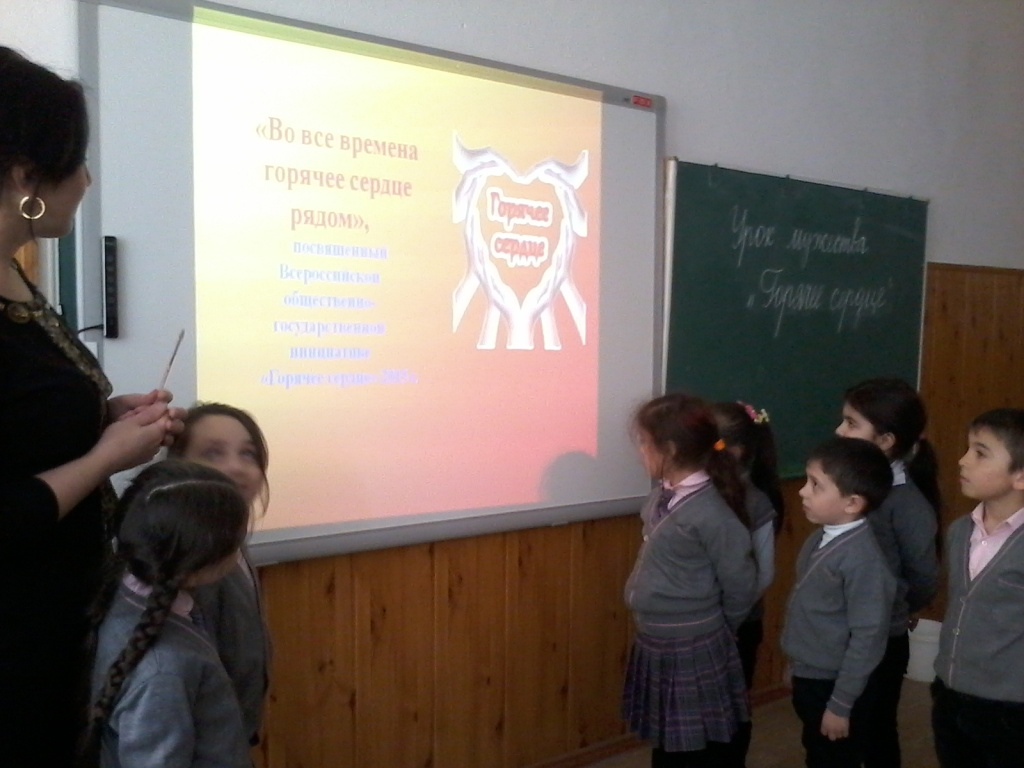 «Во все времена
горячее сердце
рядом»,
посвященный
Всероссийской
общественно-
государственной
инициативе
«Горячее сердце»
Горячее
сердце
Урок мужества
"Горячее сердце"